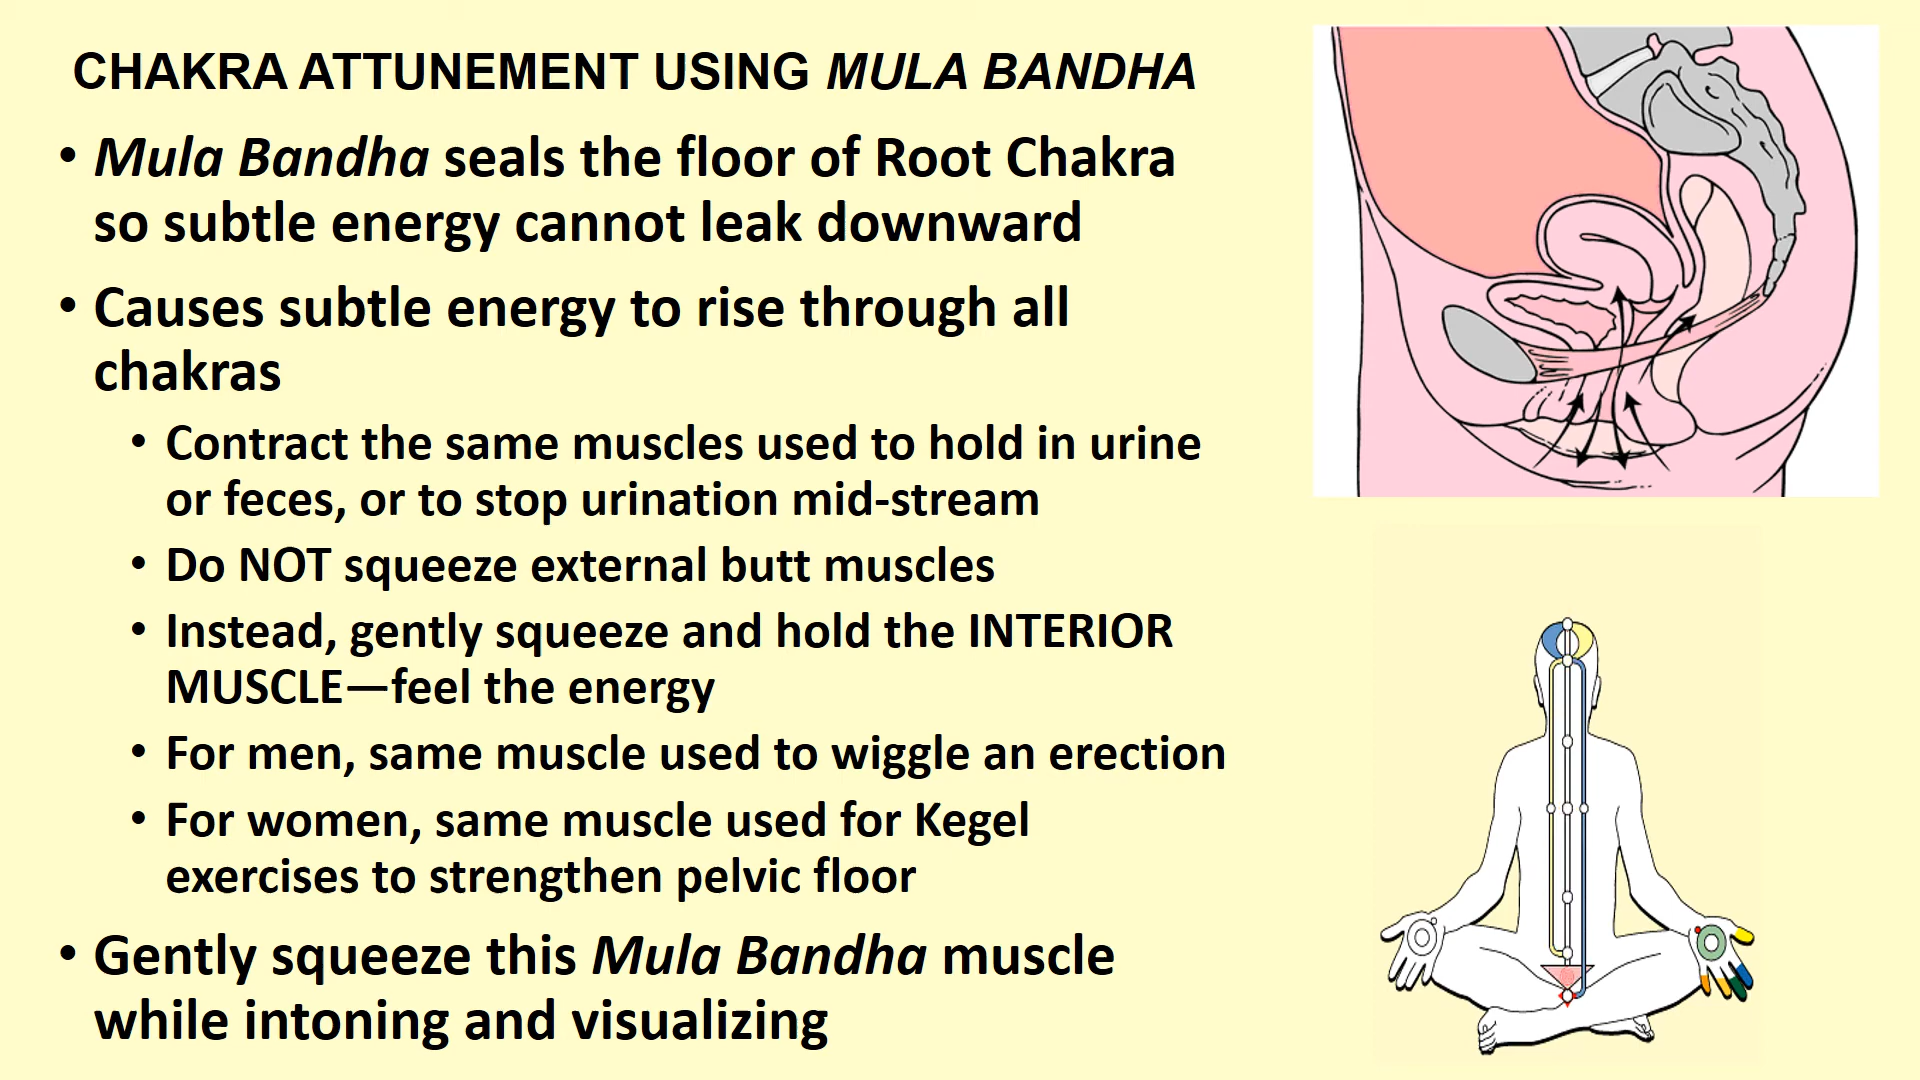 CHAKRA ATTUNEMENT USING MULA BANDHA
• Mula Bandha seals the floor of Root Chakra
so subtle energy cannot leak downward
• Causes subtle energy to rise through all
chakras
• Contract the same muscles used to hold in urine
or feces, or to stop urination mid-stream
• Do NOT squeeze external butt muscles
• Instead, gently squeeze and hold the INTERIOR
MUSCLE—feel the energy
• For men, same muscle used to wiggle an erection
• For women, same muscle used for Kegel
exercises to strengthen pelvic floor
• Gently squeeze this Mula Bandha muscle
while intoning and visualizing